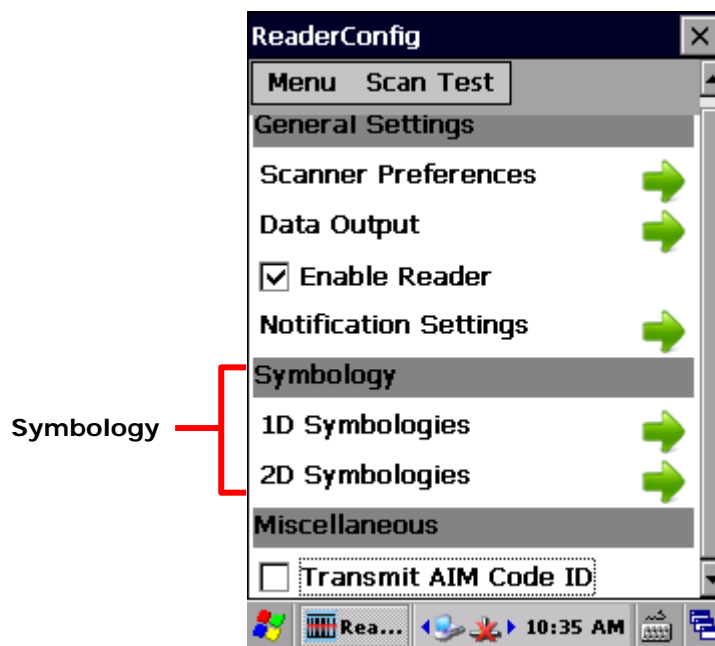 ReaderConfig
Menu Scan Test
General Settings
Scanner Preferences
Data Output
Enable Reader
Notification Settings
Symbology
Symbology
1D Symbologies
2D Symbologies
Miscellaneous
Transmit AIM Code ID
Rea... 10:35 AM